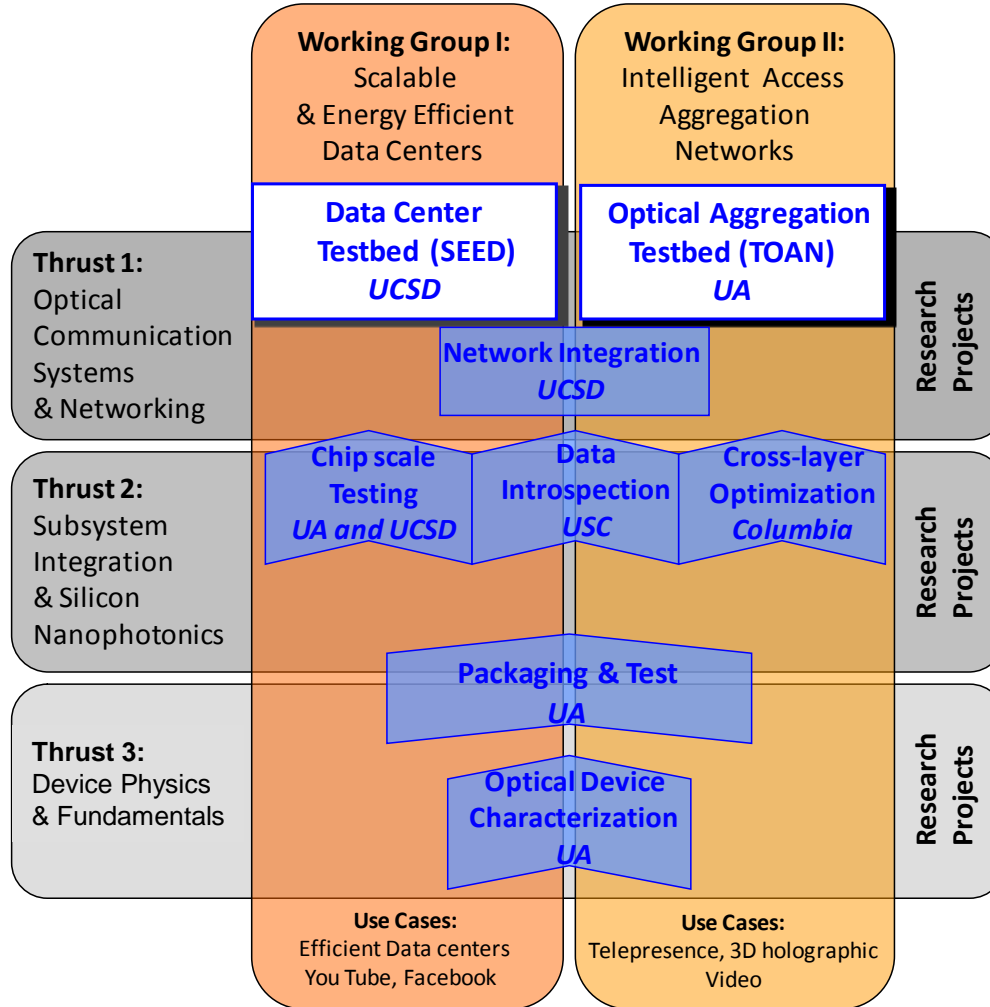 Working Group I:
Scalable
& Energy Efficient
Data Centers
Working Group II:
Intelligent Access
Aggregation
Networks
Data Center
Testbed (SEED)
UCSD
Optical Aggregation
Testbed (TOAN)
UA
Thrust 1:
Optical
Communication
Systems
& Networking
Network Integration
UCSD
Research
Projects
Thrust 2:
Subsystem
Integration
& Silicon
Nanophotonics
Chip scale
Testing
UA and UCSD
Data
Introspection
USC
Cross-layer
Optimization
Columbia
Research
Projects
Packaging & Test
UA
Thrust 3:
Device Physics
& Fundamentals
Optical Device
Characterization
UA
Research
Projects
Use Cases:
Efficient Data centers
You Tube, Facebook
Use Cases:
Telepresence, 3D holographic
Video